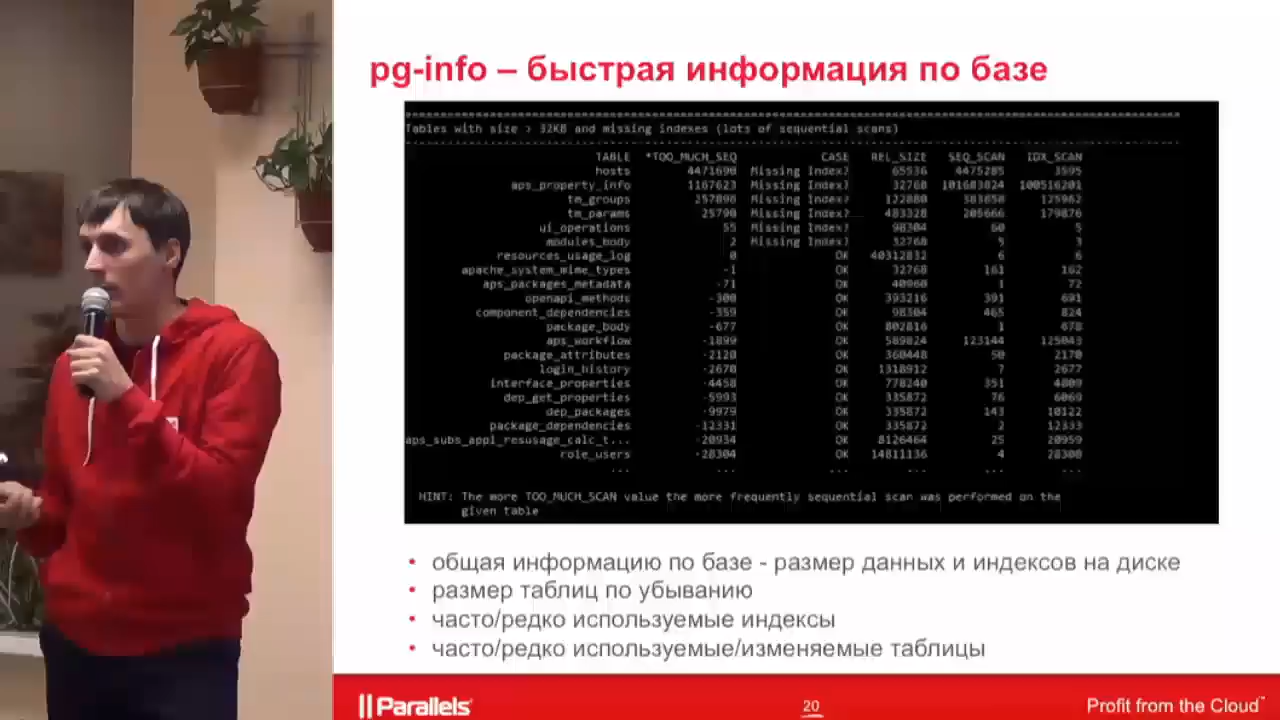 pg-info – быстрая информация по базе
Tables with size > 32KB and missing indexes (lots of sequential scans)
TABLE *TOO_MUCH_SEQ CASE REL_SIZE SEQ_SCAN IDX_SCAN
hosts 4471690 Missing Index? 65536 4475285 3595
aps_property_info 1167623 Missing Index? 32768 101683824 100516201
tm_groups 257898 Missing Index? 122880 383860 125962
tm_params 25790 Missing Index? 483328 205666 179876
ui_operations 55 Missing Index? 98304 60 5
modules_body 2 Missing Index? 32768 5 3
resources_usage_log 0 OK 40312832 6 6
apache_system_mime_types -1 OK 32768 161 162
aps_packages_metadata -71 OK 40960 1 72
openapi_methods -300 OK 393216 391 691
component_dependencies -359 OK 98304 465 824
package_body -677 OK 802816 1 678
aps_workflow -1899 OK 589824 123144 125043
package_attributes -2120 OK 360448 50 2170
login_history -2670 OK 1318912 7 2677
interface_properties -4458 OK 778240 351 4809
dep_get_properties -5993 OK 335872 76 6069
dep_packages -9979 OK 335872 143 10122
package_dependencies -12331 OK 335872 2 12333
aps_subs_appl_resusage_calc_t... -20934 OK 8126464 25 20959
role_users -28304 OK 14811136 4 28308
... ... ... ... ... ...
HINT: The more TOO_MUCH_SCAN value the more frequently sequential scan was performed on the
given table
• общая информацию по базе - размер данных и индексов на диске
• размер таблиц по убыванию
• часто/редко используемые индексы
• часто/редко используемые/изменяемые таблицы
Parallels
20
Profit from the Cloud™